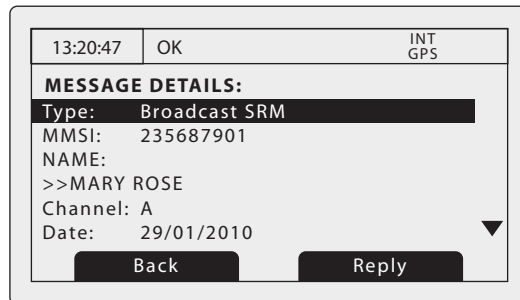 13:20:47 OK INT
GPS
MESSAGE DETAILS:
Type: Broadcast SRM
MMSI: 235687901
NAME:
>>MARY ROSE
Channel: A
Date: 29/01/2010
Back Reply